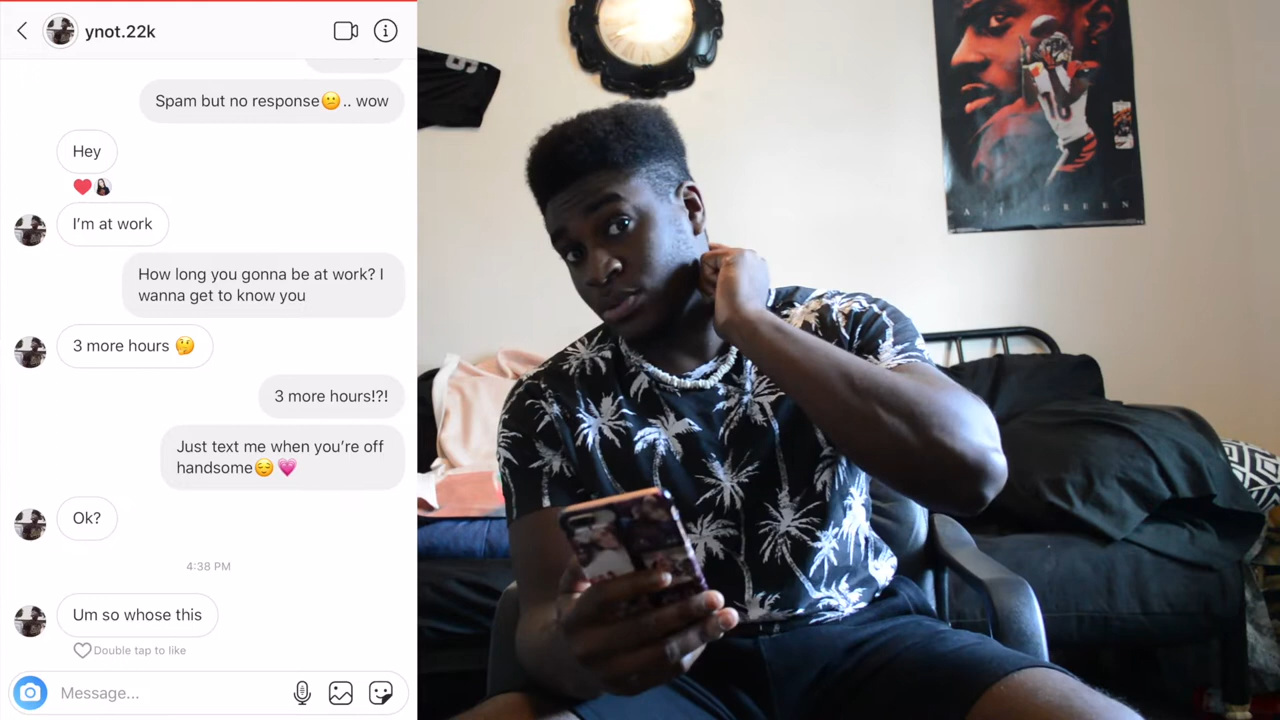 ynot.22k
Spam but no response😕.. wow
Hey
❤️
I'm at work
How long you gonna be at work? I
wanna get to know you
3 more hours 🤔
3 more hours!?!
Just text me when you're off
handsome😌💗
Ok?
4:38 PM
Um so whose this
Double tap to like
Message...
A.J. GREEN
18